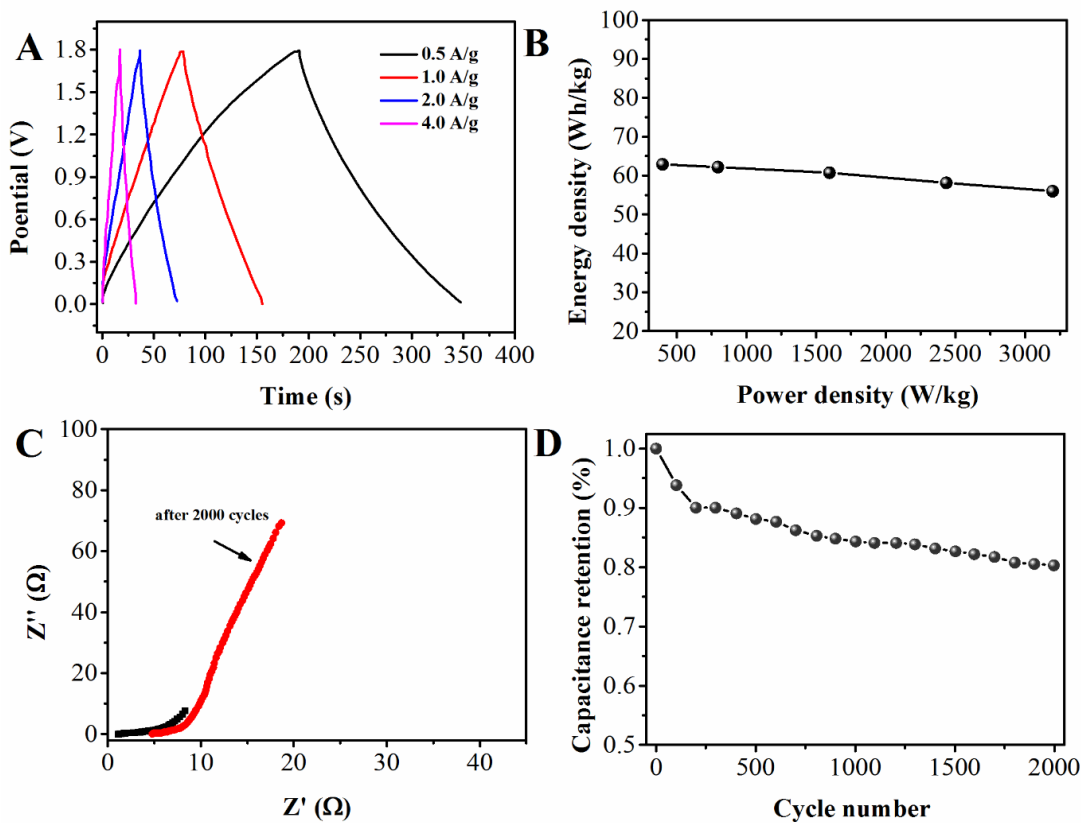 A
1.8
1.5
1.2
0.9
0.6
0.3
0.0
Poential (V)
0.5 A/g
1.0 A/g
2.0 A/g
4.0 A/g
0 50 100 150 200 250 300 350 400
Time (s)
B
100
90
80
70
60
50
40
30
20
Energy density (Wh/kg)
500 1000 1500 2000 2500 3000
Power density (W/kg)
C
100
80
60
40
20
0
Z'' (Ω)
after 2000 cycles
0 10 20 30 40
Z' (Ω)
D
1.0
0.9
0.8
0.7
0.6
0.5
Capacitance retention (%)
0 500 1000 1500 2000
Cycle number